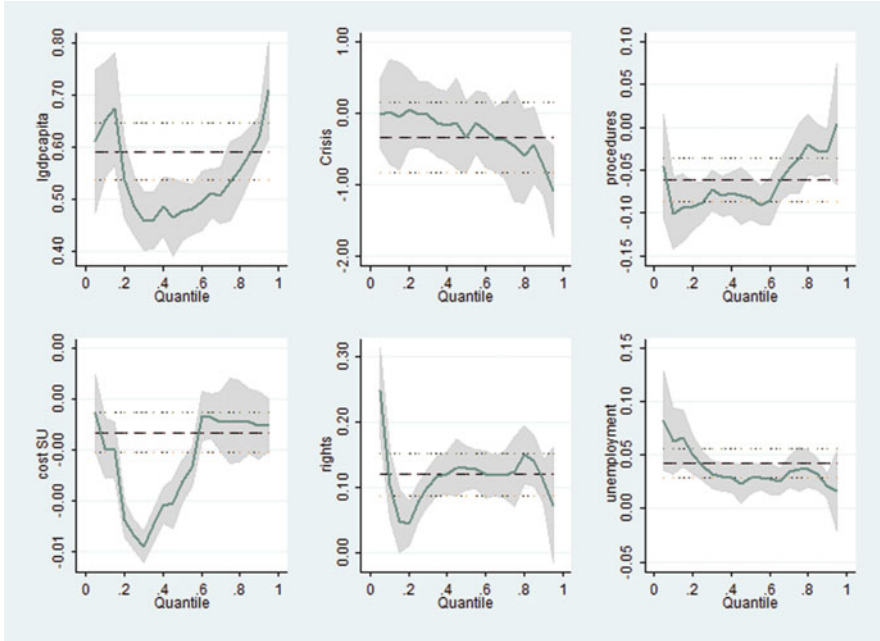 lgdpcapita
0.40 0.50 0.60 0.70 0.80
0 .2 .4 .6 .8 1
Quantile
Crisis
-2.00 -1.00 0.00 1.00
0 .2 .4 .6 .8 1
Quantile
procedures
-0.15 -0.10 -0.05 0.00 0.05 0.10
0 .2 .4 .6 .8 1
Quantile
cost SU
-0.01 -0.00 -0.00 0.00 0.00
0 .2 .4 .6 .8 1
Quantile
rights
0.00 0.10 0.20 0.30
0 .2 .4 .6 .8 1
Quantile
unemployment
-0.05 0.00 0.05 0.10 0.15
0 .2 .4 .6 .8 1
Quantile